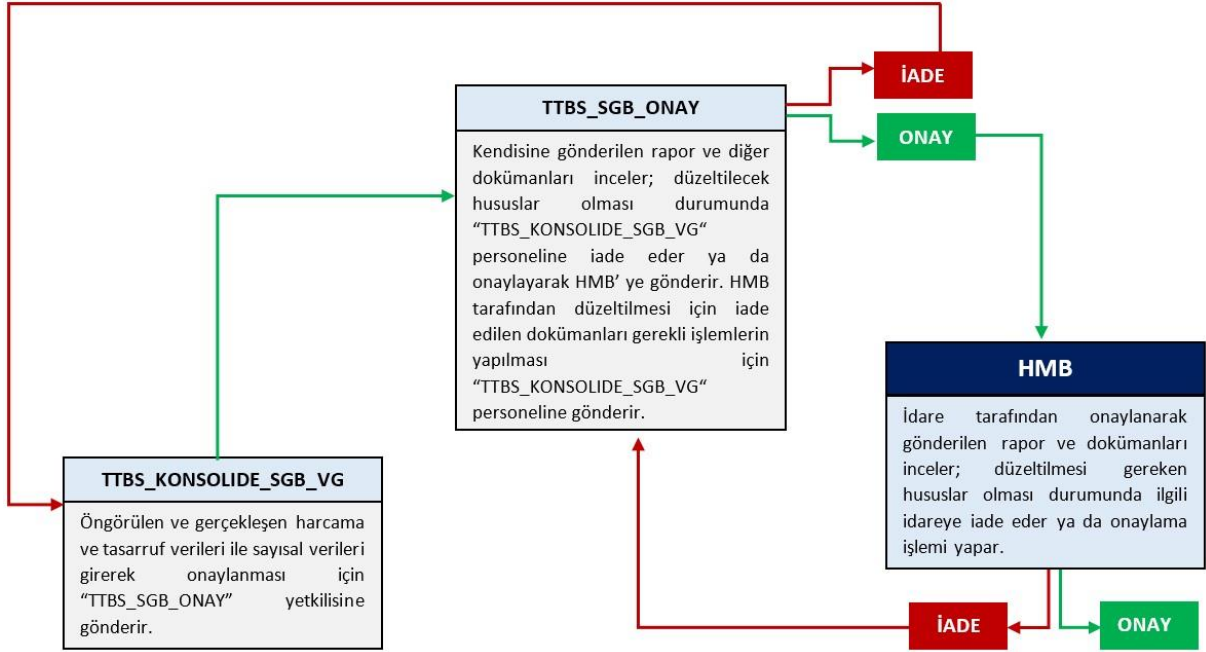 İADE
TTBS_SGB_ONAY
ONAY
Kendisine gönderilen rapor ve diğer
dokümanları inceler; düzeltilecek
hususlar olması durumunda
“TTBS_KONSOLIDE_SGB_VG“
personeline iade eder ya da
onaylayarak HMB’ ye gönderir. HMB
tarafından düzeltilmesi için iade
edilen dokümanları gerekli işlemlerin
yapılması için
“TTBS_KONSOLIDE_SGB_VG“
personeline gönderir.
HMB
İdare tarafından onaylanarak
gönderilen rapor ve dokümanları
inceler; düzeltilmesi gereken
hususlar olması durumunda ilgili
idareye iade eder ya da onaylama
işlemi yapar.
TTBS_KONSOLIDE_SGB_VG
Öngörülen ve gerçekleşen harcama
ve tasarruf verileri ile sayısal verileri
girerek onaylanması için
“TTBS_SGB_ONAY” yetkilisine
gönderir.
İADE
ONAY